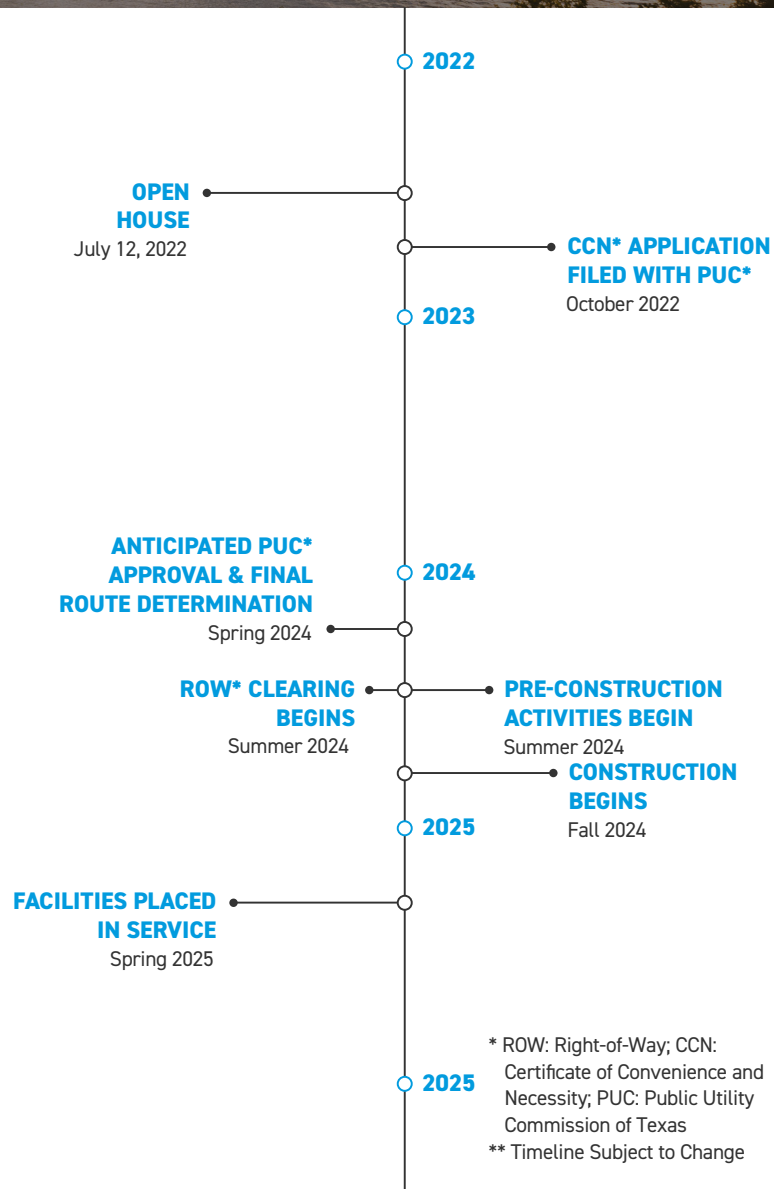 2022
OPEN
HOUSE
July 12, 2022
CCN* APPLICATION
FILED WITH PUC*
October 2022
2023
ANTICIPATED PUC*
APPROVAL & FINAL
ROUTE DETERMINATION
Spring 2024
2024
ROW* CLEARING
BEGINS
Summer 2024
PRE-CONSTRUCTION
ACTIVITIES BEGIN
Summer 2024
CONSTRUCTION
BEGINS
Fall 2024
2025
FACILITIES PLACED
IN SERVICE
Spring 2025
2025
* ROW: Right-of-Way; CCN:
Certificate of Convenience and
Necessity; PUC: Public Utility
Commission of Texas
** Timeline Subject to Change